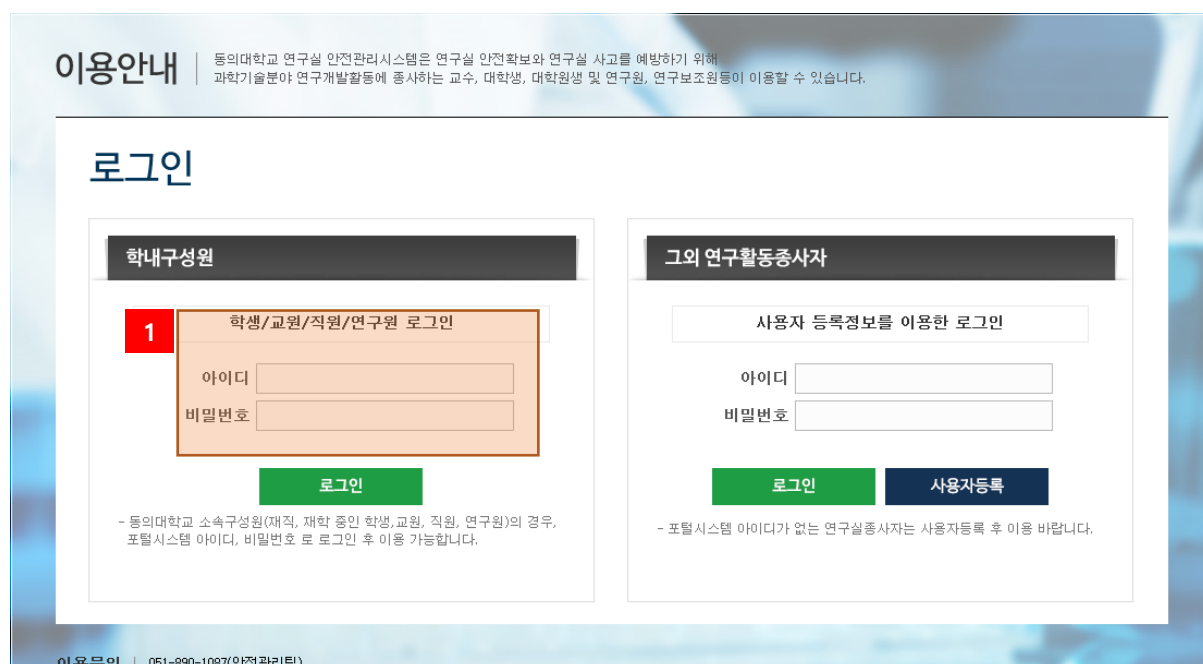 이용안내
동의대학교 연구실 안전관리시스템은 연구실 안전확보와 연구실 사고를 예방하기 위해
과학기술분야 연구개발활동에 종사하는 교수, 대학생, 대학원생 및 연구원, 연구보조원등이 이용할 수 있습니다.
로그인
학내구성원
1
학생/교원/직원/연구원 로그인
아이디
비밀번호
로그인
- 동의대학교 소속구성원(재직, 재학 중인 학생,교원, 직원, 연구원)의 경우,
포털시스템 아이디, 비밀번호 로 로그인 후 이용 가능합니다.
그외 연구활동종사자
사용자 등록정보를 이용한 로그인
아이디
비밀번호
로그인
사용자등록
- 포털시스템 아이디가 없는 연구실종사자는 사용자등록 후 이용 바랍니다.
이용문의 | 051-890-1087(안전관리팀)